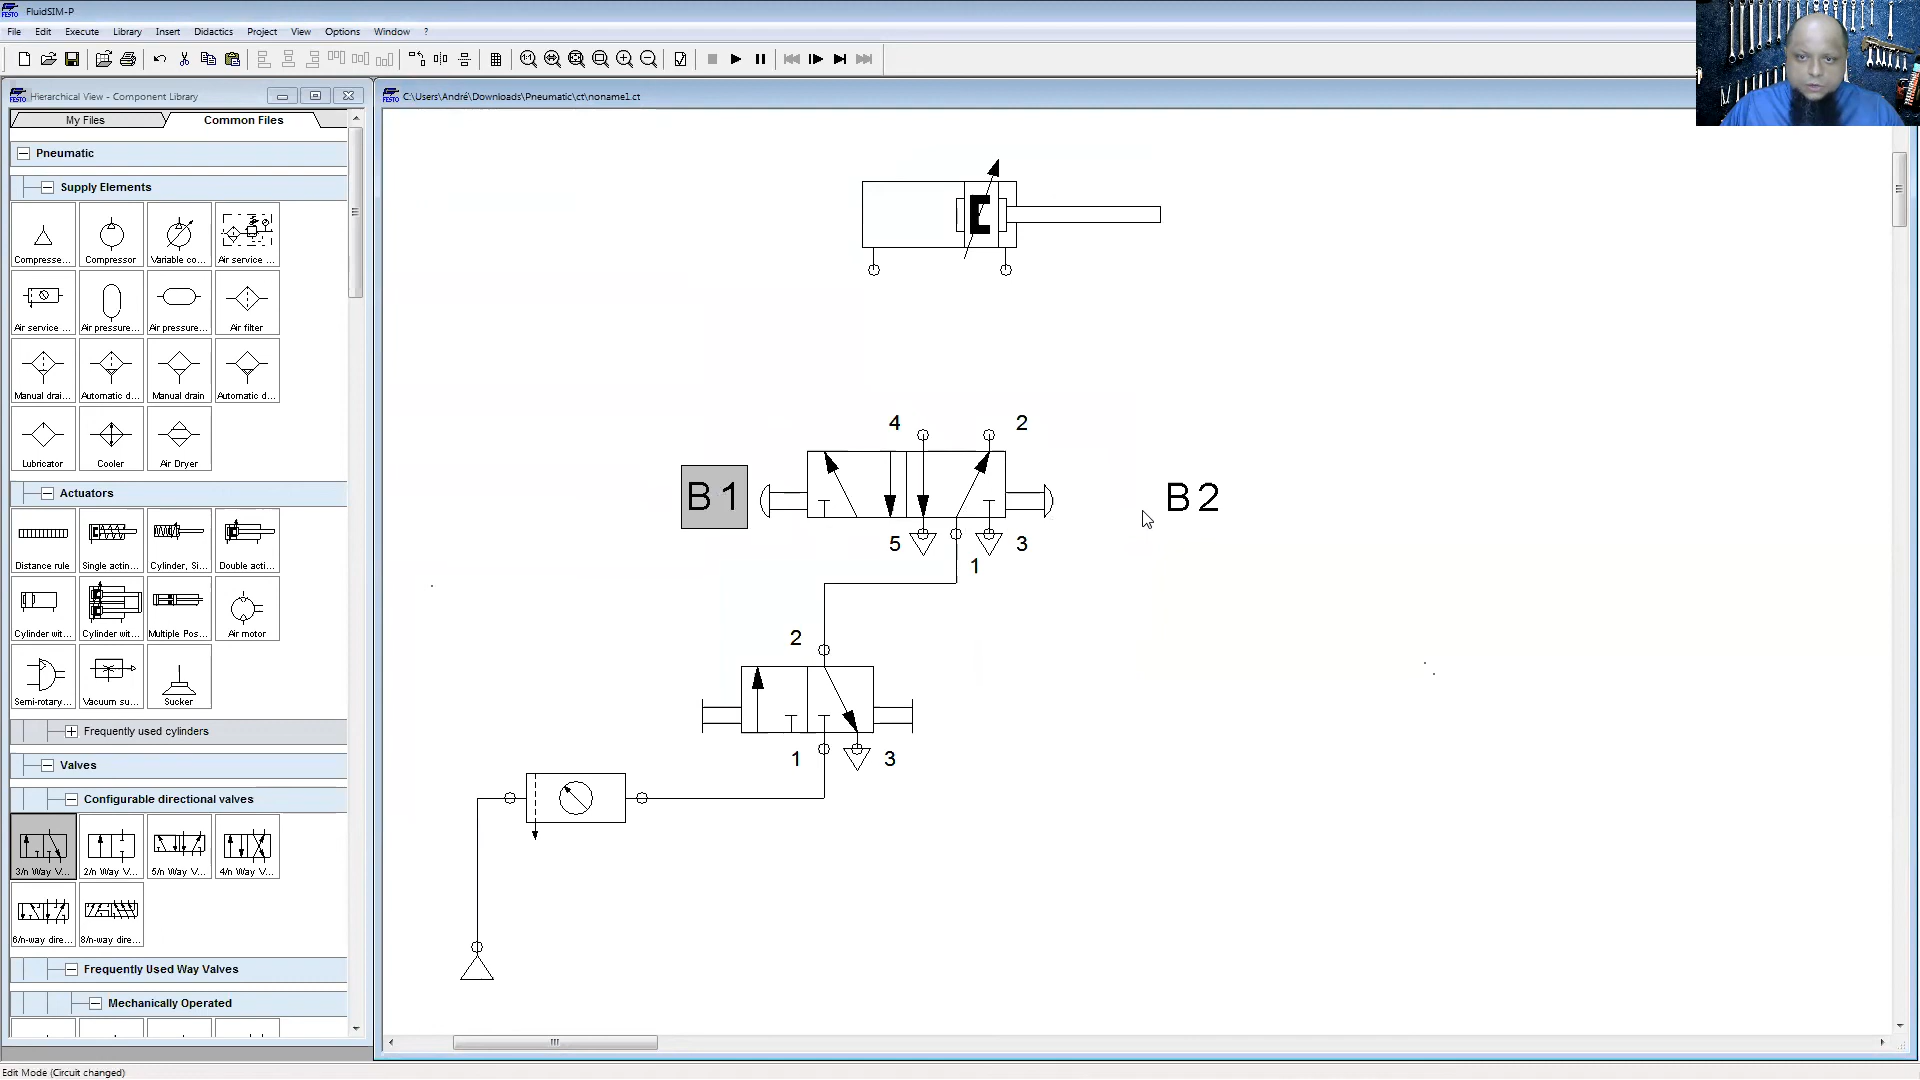 FluidSIM-P
File Edit Execute Library Insert Didactics Project View Options Window ?
Hierarchical View - Component Library
C:\Users\André\Downloads\Pneumatic\ct\noname1.ct
My Files
Common Files
Pneumatic
Supply Elements
Compresse...
Compressor
Variable co...
Air service ...
Air service ...
Air pressure...
Air pressure...
Air filter
Manual drai...
Automatic d...
Manual drain
Automatic d...
Lubricator
Cooler
Air Dryer
Actuators
Distance rule
Single actin...
Cylinder, Si...
Double acti...
Cylinder wit...
Cylinder wit...
Multiple Pos...
Air motor
Semi-rotary...
Vacuum su...
Sucker
Frequently used cylinders
Valves
Configurable directional valves
3/n Way V...
2/n Way V...
5/n Way V...
4/n Way V...
6/n-way dire...
8/n-way dire...
Frequently Used Way Valves
Mechanically Operated
4 2
B1
B2
5 3
1
2
1 3
Edit Mode (Circuit changed)